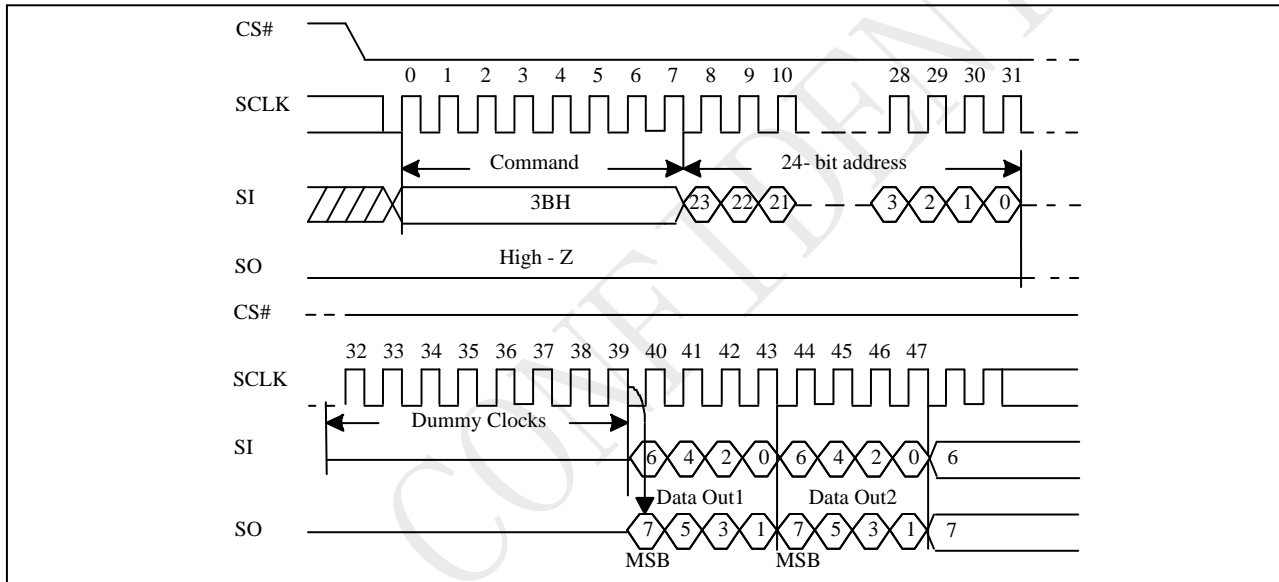 CS#
0 1 2 3 4 5 6 7 8 9 10 28 29 30 31
SCLK
Command 24- bit address
SI 3BH 23 22 21 3 2 1 0
High - Z
SO
CS#
32 33 34 35 36 37 38 39 40 41 42 43 44 45 46 47
SCLK
Dummy Clocks
SI 6 4 2 0 6 4 2 0 6
Data Out1 Data Out2
SO 7 5 3 1 7 5 3 1 7
MSB MSB